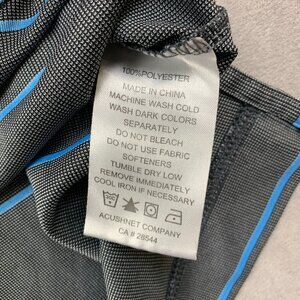 100%POLYESTER
MADE IN CHINA
MACHINE WASH COLD
WASH DARK COLORS
SEPARATELY
DO NOT BLEACH
DO NOT USE FABRIC
SOFTENERS
TUMBLE DRY LOW
REMOVE IMMEDIATELY
COOL IRON IF NECESSARY
ACUSHNET COMPANY
CA # 28544